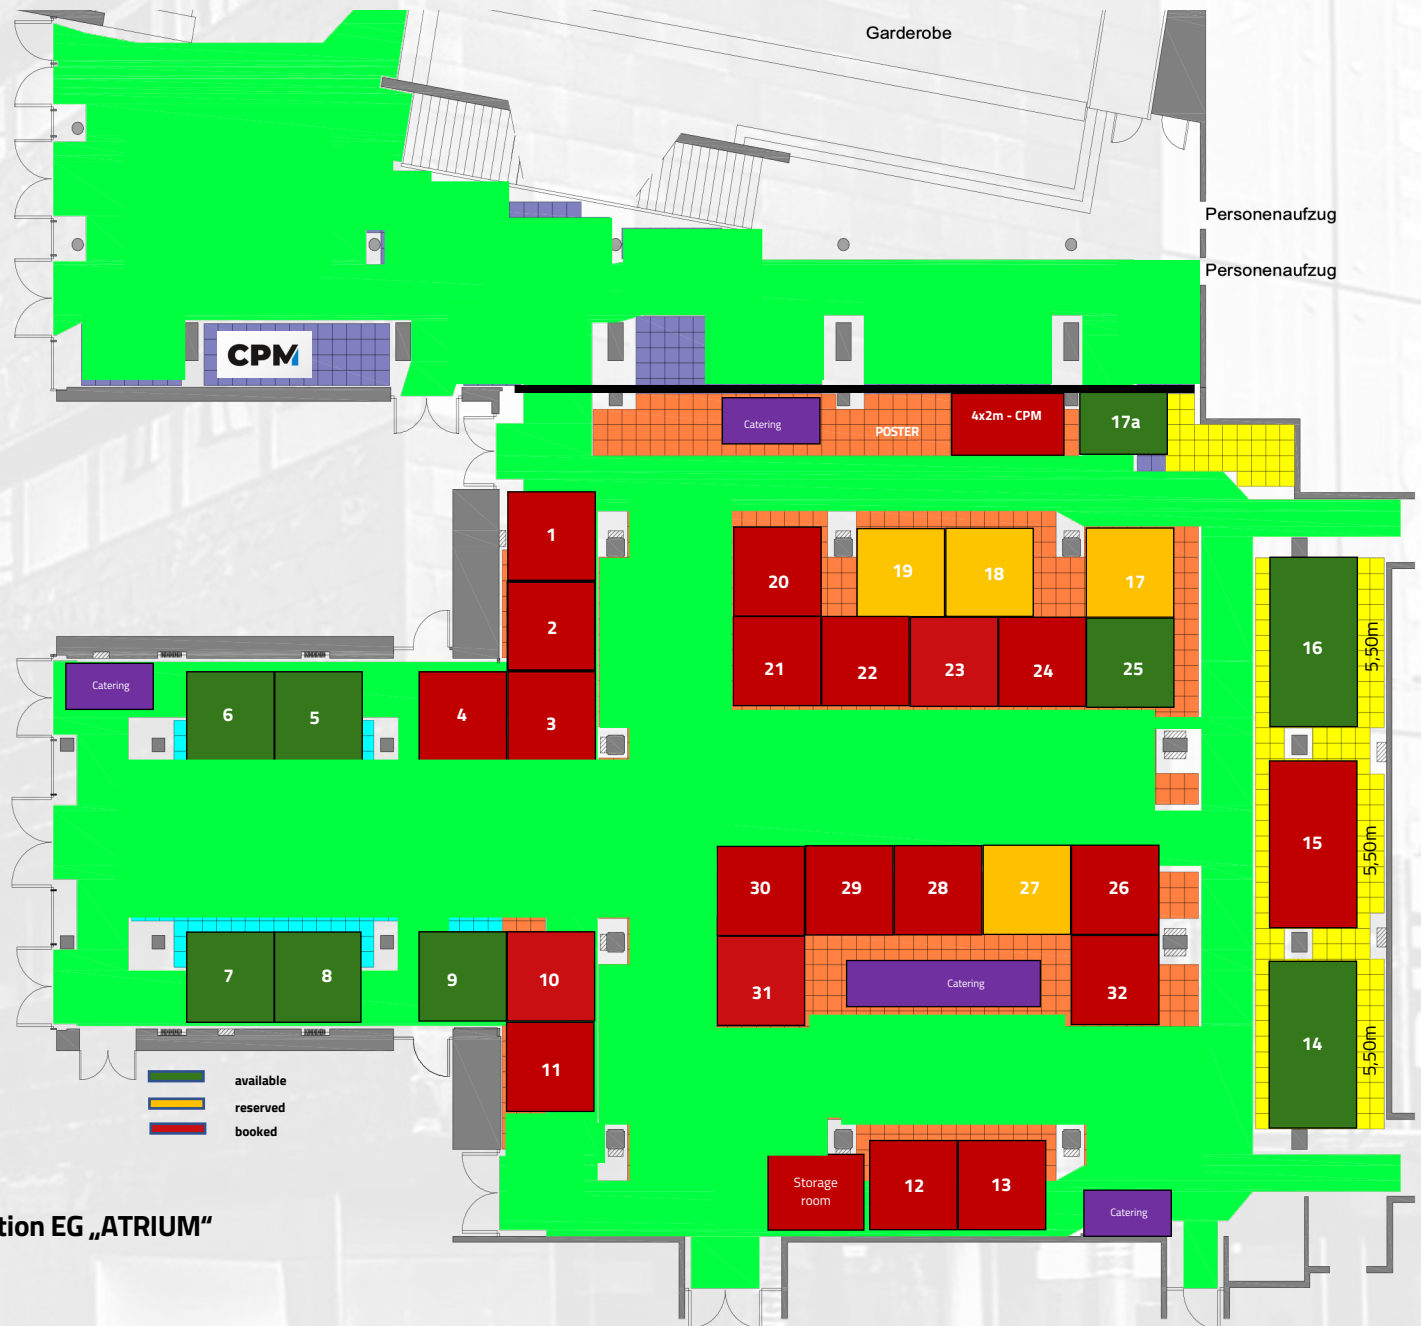 Garderobe
Personenaufzug
Personenaufzug
CPM
Catering
POSTER
4x2m - CPM
17a
1
2
3
4
5
6
Catering
20
19
18
17
21
22
23
24
25
16
5,50m
15
5,50m
14
5,50m
30
29
28
27
26
31
Catering
32
7
8
9
10
11
available
reserved
booked
Storage
room
12
13
Catering
tion EG „ATRIUM“